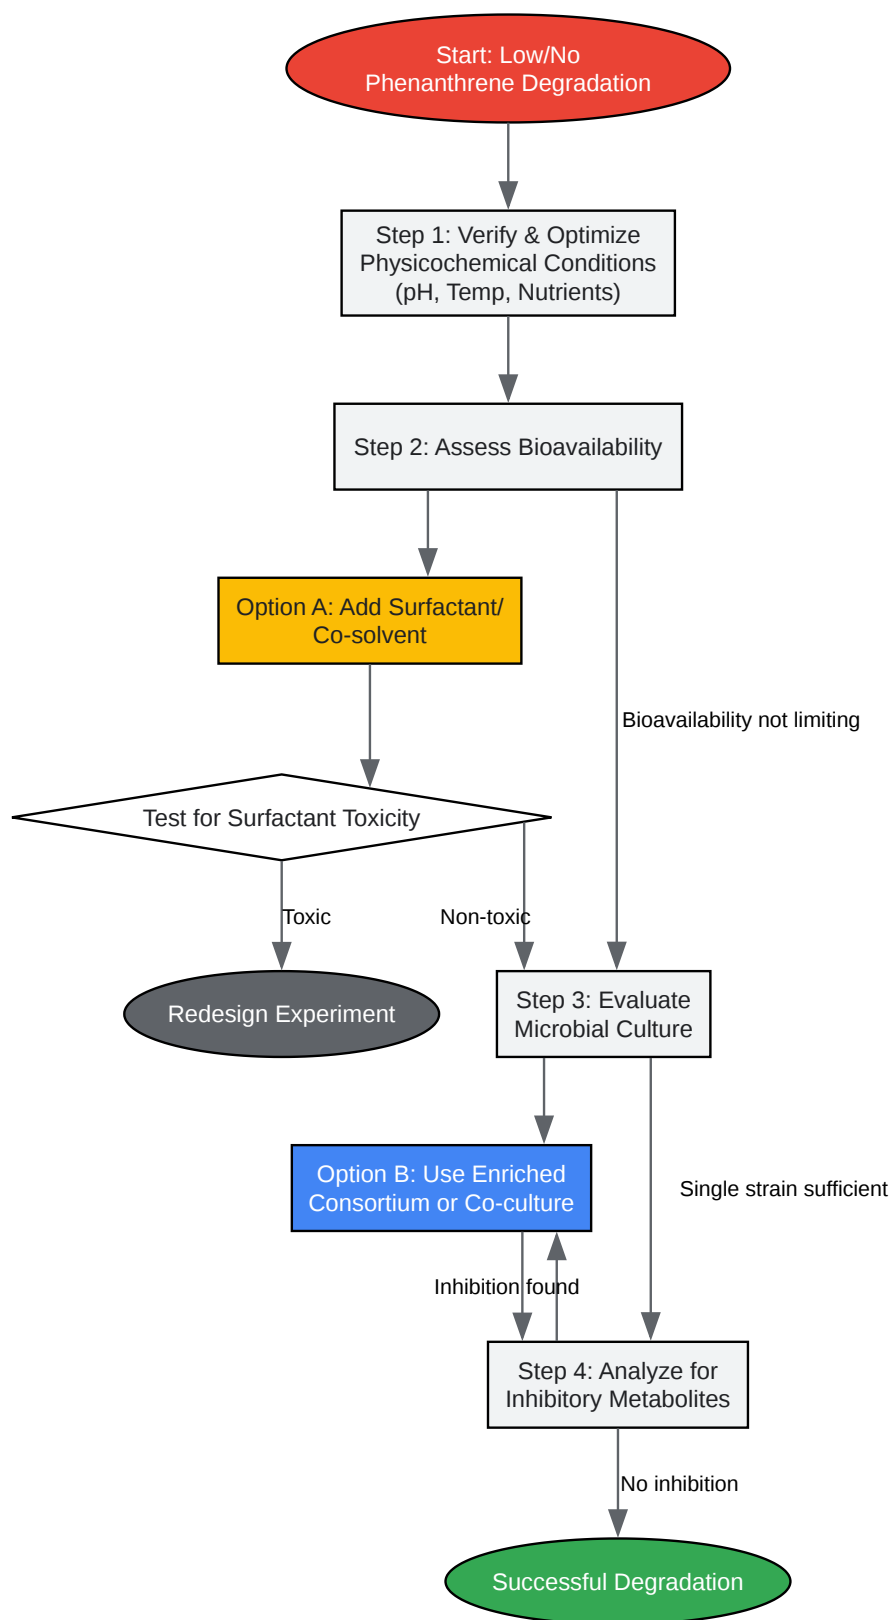 Start: Low/No
Phenanthrene Degradation
Step 1: Verify & Optimize
Physicochemical Conditions
(pH, Temp, Nutrients)
Step 2: Assess Bioavailability
Option A: Add Surfactant/
Co-solvent
Bioavailability not limiting
Test for Surfactant Toxicity
Toxic
Non-toxic
Redesign Experiment
Step 3: Evaluate
Microbial Culture
Option B: Use Enriched
Consortium or Co-culture
Single strain sufficient
Inhibition found
Step 4: Analyze for
Inhibitory Metabolites
No inhibition
Successful Degradation